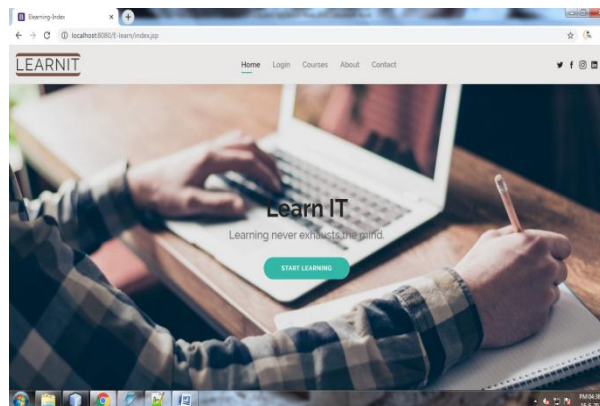 Elearning-Index
localhost:8080/E-learn/index.jsp
LEARNIT
Home Login Courses About Contact
Learn IT
Learning never exhausts the mind.
START LEARNING